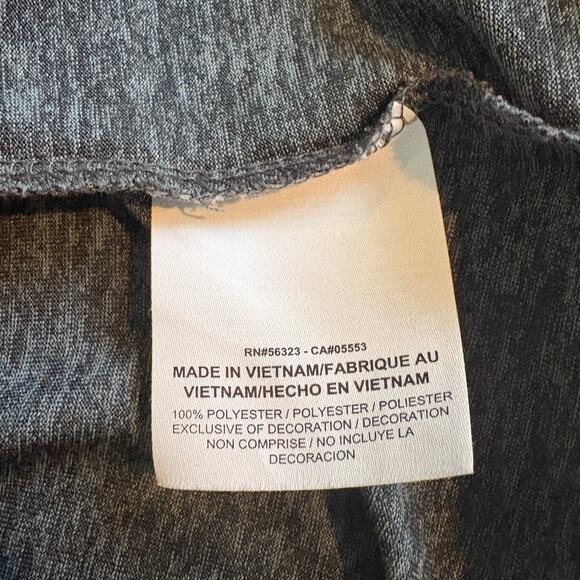 RN#56323 - CA#05553
MADE IN VIETNAM/FABRIQUE AU
VIETNAM/HECHO EN VIETNAM
100% POLYESTER / POLYESTER / POLIESTER
EXCLUSIVE OF DECORATION / DECORATION
NON COMPRISE / NO INCLUYE LA
DECORACION